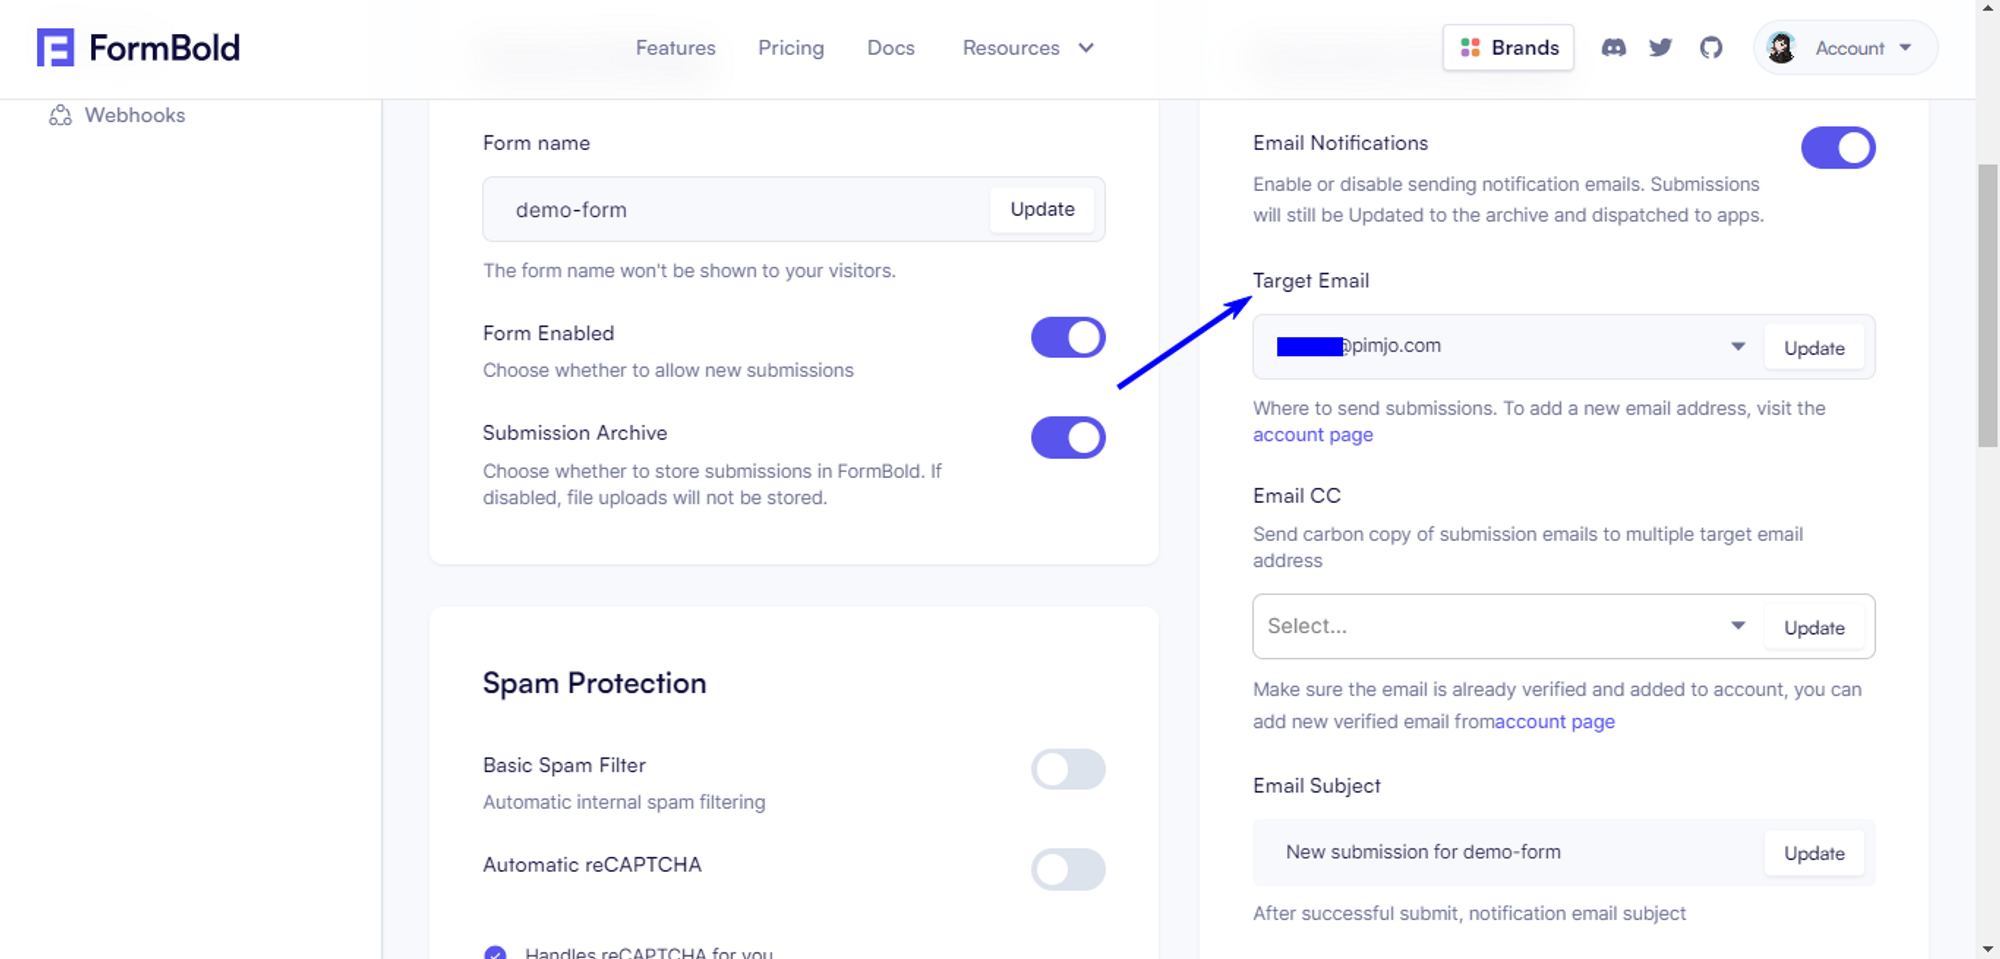 FormBold
Features
Pricing
Docs
Resources
Brands
Account
Webhooks
Form name
demo-form
Update
The form name won't be shown to your visitors.
Form Enabled
Choose whether to allow new submissions
Submission Archive
Choose whether to store submissions in FormBold. If
disabled, file uploads will not be stored.
Spam Protection
Basic Spam Filter
Automatic internal spam filtering
Automatic reCAPTCHA
Handles reCAPTCHA for you
Email Notifications
Enable or disable sending notification emails. Submissions
will still be Updated to the archive and dispatched to apps.
Target Email
@pimjo.com
Update
Where to send submissions. To add a new email address, visit the
account page
Email CC
Send carbon copy of submission emails to multiple target email
address
Select...
Update
Make sure the email is already verified and added to account, you can
add new verified email fromaccount page
Email Subject
New submission for demo-form
Update
After successful submit, notification email subject